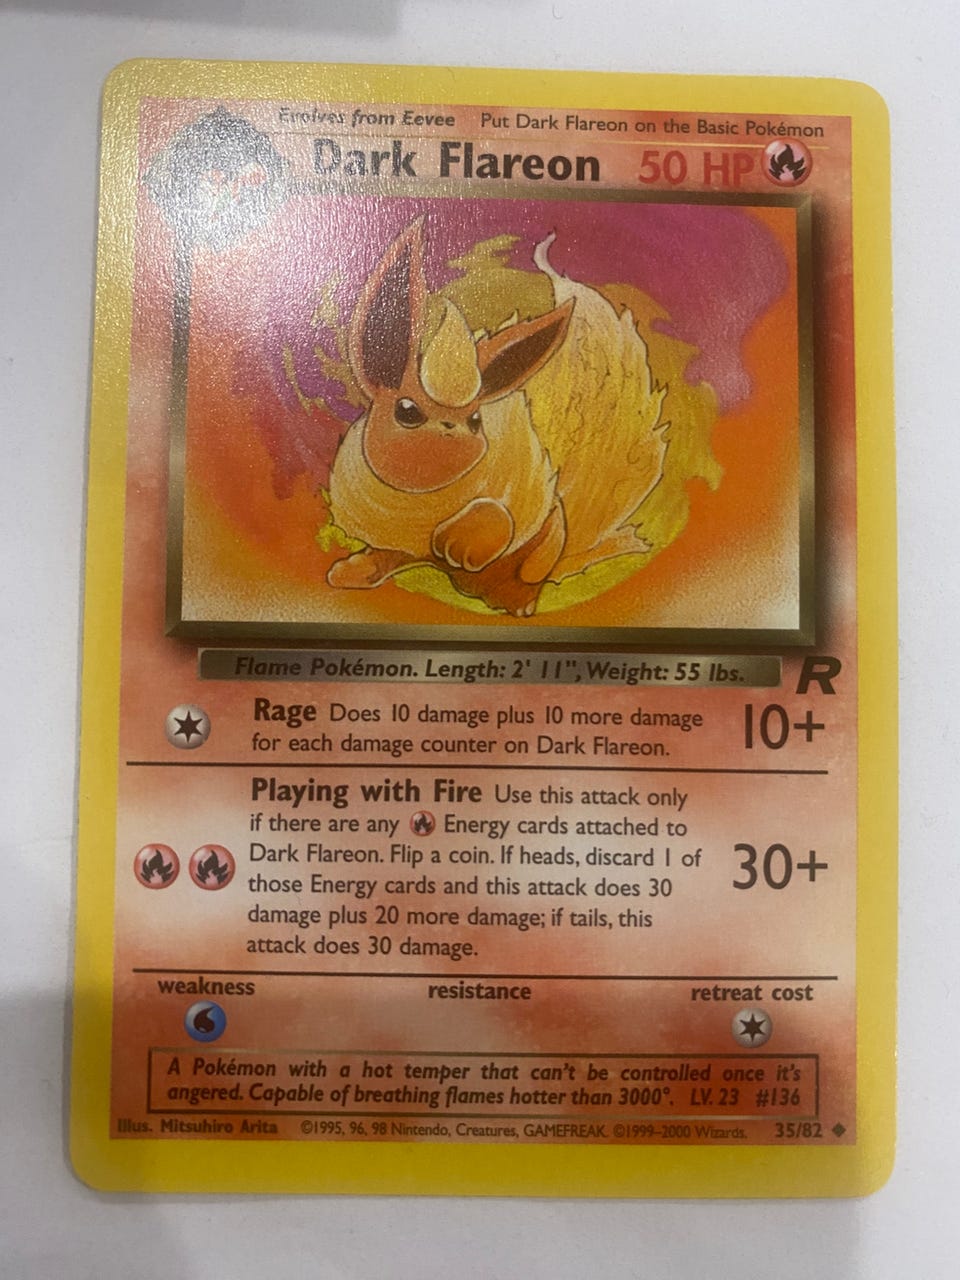 Evolves from Eevee Put Dark Flareon on the Basic Pokémon
Dark Flareon 50 HP
Flame Pokémon. Length: 2' 11", Weight: 55 lbs.
R
Rage Does 10 damage plus 10 more damage
for each damage counter on Dark Flareon.
10+
Playing with Fire Use this attack only
if there are any Energy cards attached to
Dark Flareon. Flip a coin. If heads, discard 1 of
those Energy cards and this attack does 30
damage plus 20 more damage; if tails, this
attack does 30 damage.
30+
weakness resistance retreat cost
A Pokémon with a hot temper that can't be controlled once it's
angered. Capable of breathing flames hotter than 3000°. LV. 23 #136
Illus. Mitsuhiro Arita ©1995, 96, 98 Nintendo, Creatures, GAMEFREAK. ©1999–2000 Wizards. 35/82